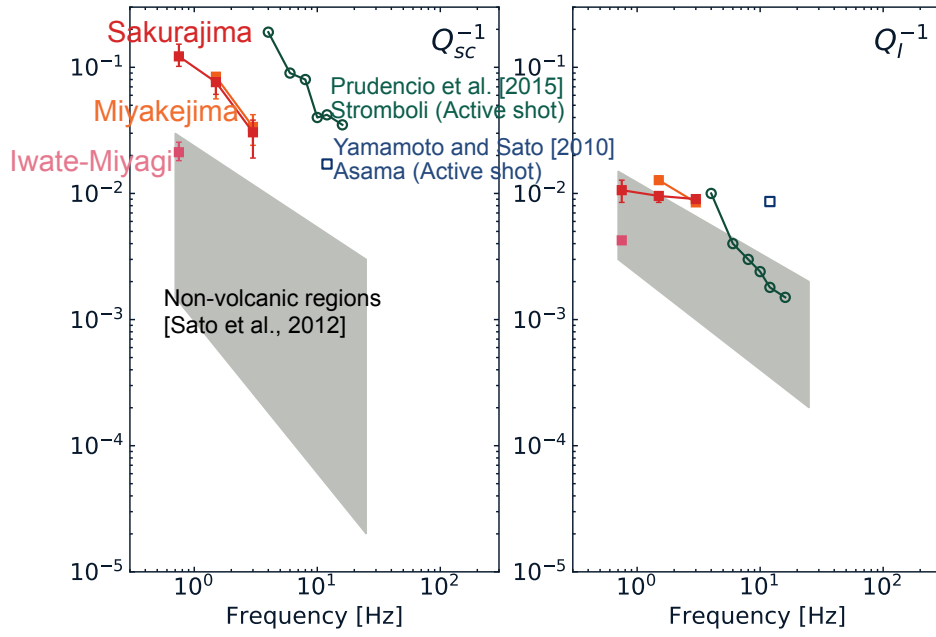 Q_{sc}^{-1}
Sakurajima
Prudencio et al. [2015]
Stromboli (Active shot)
Miyakejima
Yamamoto and Sato [2010]
Asama (Active shot)
Iwate-Miyagi
Non-volcanic regions
[Sato et al., 2012]
10^{-1}
10^{-2}
10^{-3}
10^{-4}
10^{-5}
10^{0} 10^{1} 10^{2}
Frequency [Hz]
Q_{I}^{-1}
10^{-1}
10^{-2}
10^{-3}
10^{-4}
10^{-5}
10^{0} 10^{1} 10^{2}
Frequency [Hz]